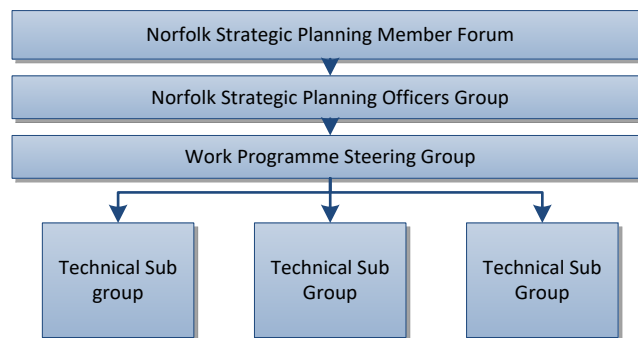 Norfolk Strategic Planning Member Forum
Norfolk Strategic Planning Officers Group
Work Programme Steering Group
Technical Sub
group
Technical Sub
Group
Technical Sub
Group